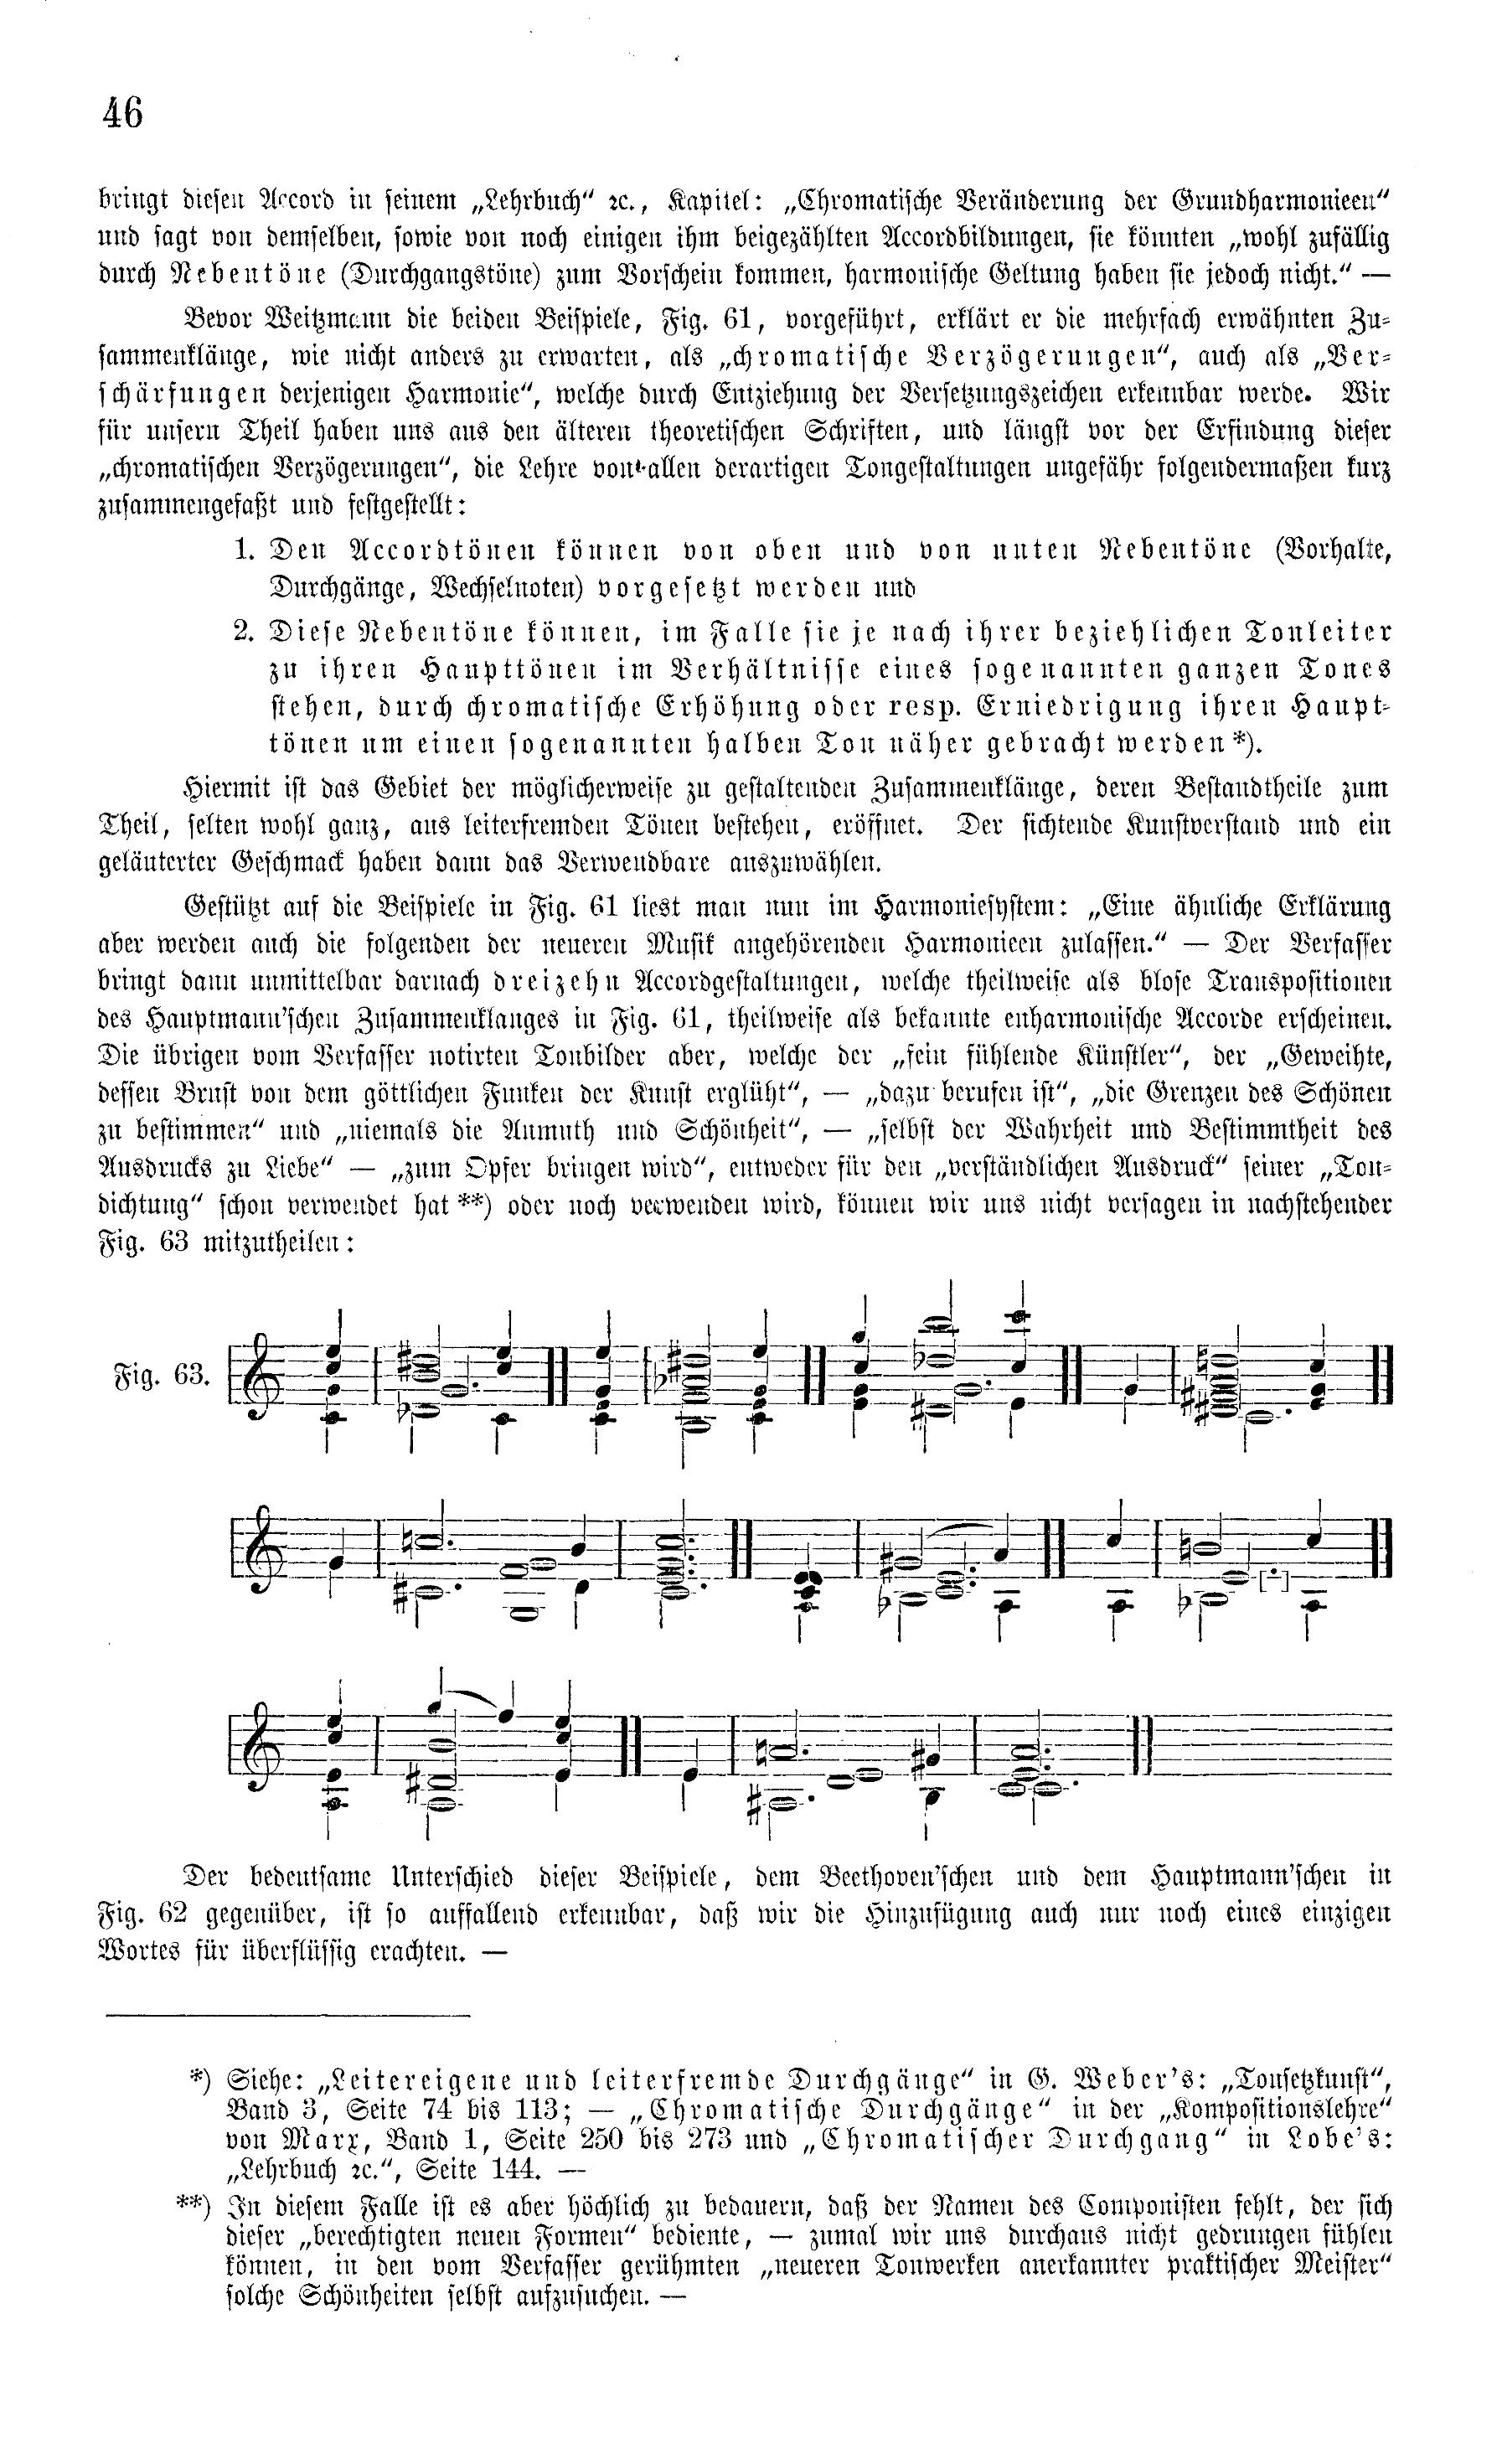 46
bringt diesen Accord in seinem „Lehrbuch“ ꝛc., Kapitel: „Chromatische Veränderung der Grundharmonieen“
und sagt von demselben, sowie von noch einigen ihm beigezählten Accordbildungen, sie könnten „wohl zufällig
durch Nebentöne (Durchgangstöne) zum Vorschein kommen, harmonische Geltung haben sie jedoch nicht.“ —
Bevor Weitzmann die beiden Beispiele, Fig. 61, vorgeführt, erklärt er die mehrfach erwähnten Zu-
sammenklänge, wie nicht anders zu erwarten, als „chromatische Verzögerungen“, auch als „Ver-
schärfungen derjenigen Harmonie“, welche durch Entziehung der Versetzungszeichen erkennbar werde. Wir
für unsern Theil haben uns aus den älteren theoretischen Schriften, und längst vor der Erfindung dieser
„chromatischen Verzögerungen“, die Lehre von allen derartigen Tongestaltungen ungefähr folgendermaßen kurz
zusammengefaßt und festgestellt:
1. Den Accordtönen können von oben und von unten Nebentöne (Vorhalte,
Durchgänge, Wechselnoten) vorgesetzt werden und
2. Diese Nebentöne können, im Falle sie je nach ihrer beziehlichen Tonleiter
zu ihren Haupttönen im Verhältnisse eines sogenannten ganzen Tones
stehen, durch chromatische Erhöhung oder resp. Erniedrigung ihren Haupt-
tönen um einen sogenannten halben Ton näher gebracht werden *).
Hiermit ist das Gebiet der möglicherweise zu gestaltenden Zusammenklänge, deren Bestandtheile zum
Theil, selten wohl ganz, aus leiterfremden Tönen bestehen, eröffnet. Der sichtende Kunstverstand und ein
geläuterter Geschmack haben dann das Verwendbare auszuwählen.
Gestützt auf die Beispiele in Fig. 61 liest man nun im Harmoniesystem: „Eine ähnliche Erklärung
aber werden auch die folgenden der neueren Musik angehörenden Harmonieen zulassen.“ — Der Verfasser
bringt dann unmittelbar darnach dreizehn Accordgestaltungen, welche theilweise als blose Transpositionen
des Hauptmann'schen Zusammenklanges in Fig. 61, theilweise als bekannte enharmonische Accorde erscheinen.
Die übrigen vom Verfasser notirten Tonbilder aber, welche der „fein fühlende Künstler“, der „Geweihte,
dessen Brust von dem göttlichen Funken der Kunst erglüht“, — „dazu berufen ist“, „die Grenzen des Schönen
zu bestimmen“ und „niemals die Anmuth und Schönheit“, — „selbst der Wahrheit und Bestimmtheit des
Ausdrucks zu Liebe“ — „zum Opfer bringen wird“, entweder für den „verständlichen Ausdruck“ seiner „Ton-
dichtung“ schon verwendet hat **) oder noch verwenden wird, können wir uns nicht versagen in nachstehender
Fig. 63 mitzutheilen:
Fig. 63.
Der bedeutsame Unterschied dieser Beispiele, dem Beethoven'schen und dem Hauptmann'schen in
Fig. 62 gegenüber, ist so auffallend erkennbar, daß wir die Hinzufügung auch nur noch eines einzigen
Wortes für überflüssig erachten. —
*) Siehe: „Leitereigene und leiterfremde Durchgänge“ in G. Weber's: „Tonsetzkunst“,
Band 3, Seite 74 bis 113; — „Chromatische Durchgänge“ in der „Kompositionslehre“
von Marx, Band 1, Seite 250 bis 273 und „Chromatischer Durchgang“ in Lobe's:
„Lehrbuch ꝛc.“, Seite 144. —
**) In diesem Falle ist es aber höchlich zu bedauern, daß der Namen des Componisten fehlt, der sich
dieser „berechtigten neuen Formen“ bediente, — zumal wir uns durchaus nicht gedrungen fühlen
können, in den vom Verfasser gerühmten „neueren Tonwerken anerkannter praktischer Meister“
solche Schönheiten selbst aufzusuchen. —